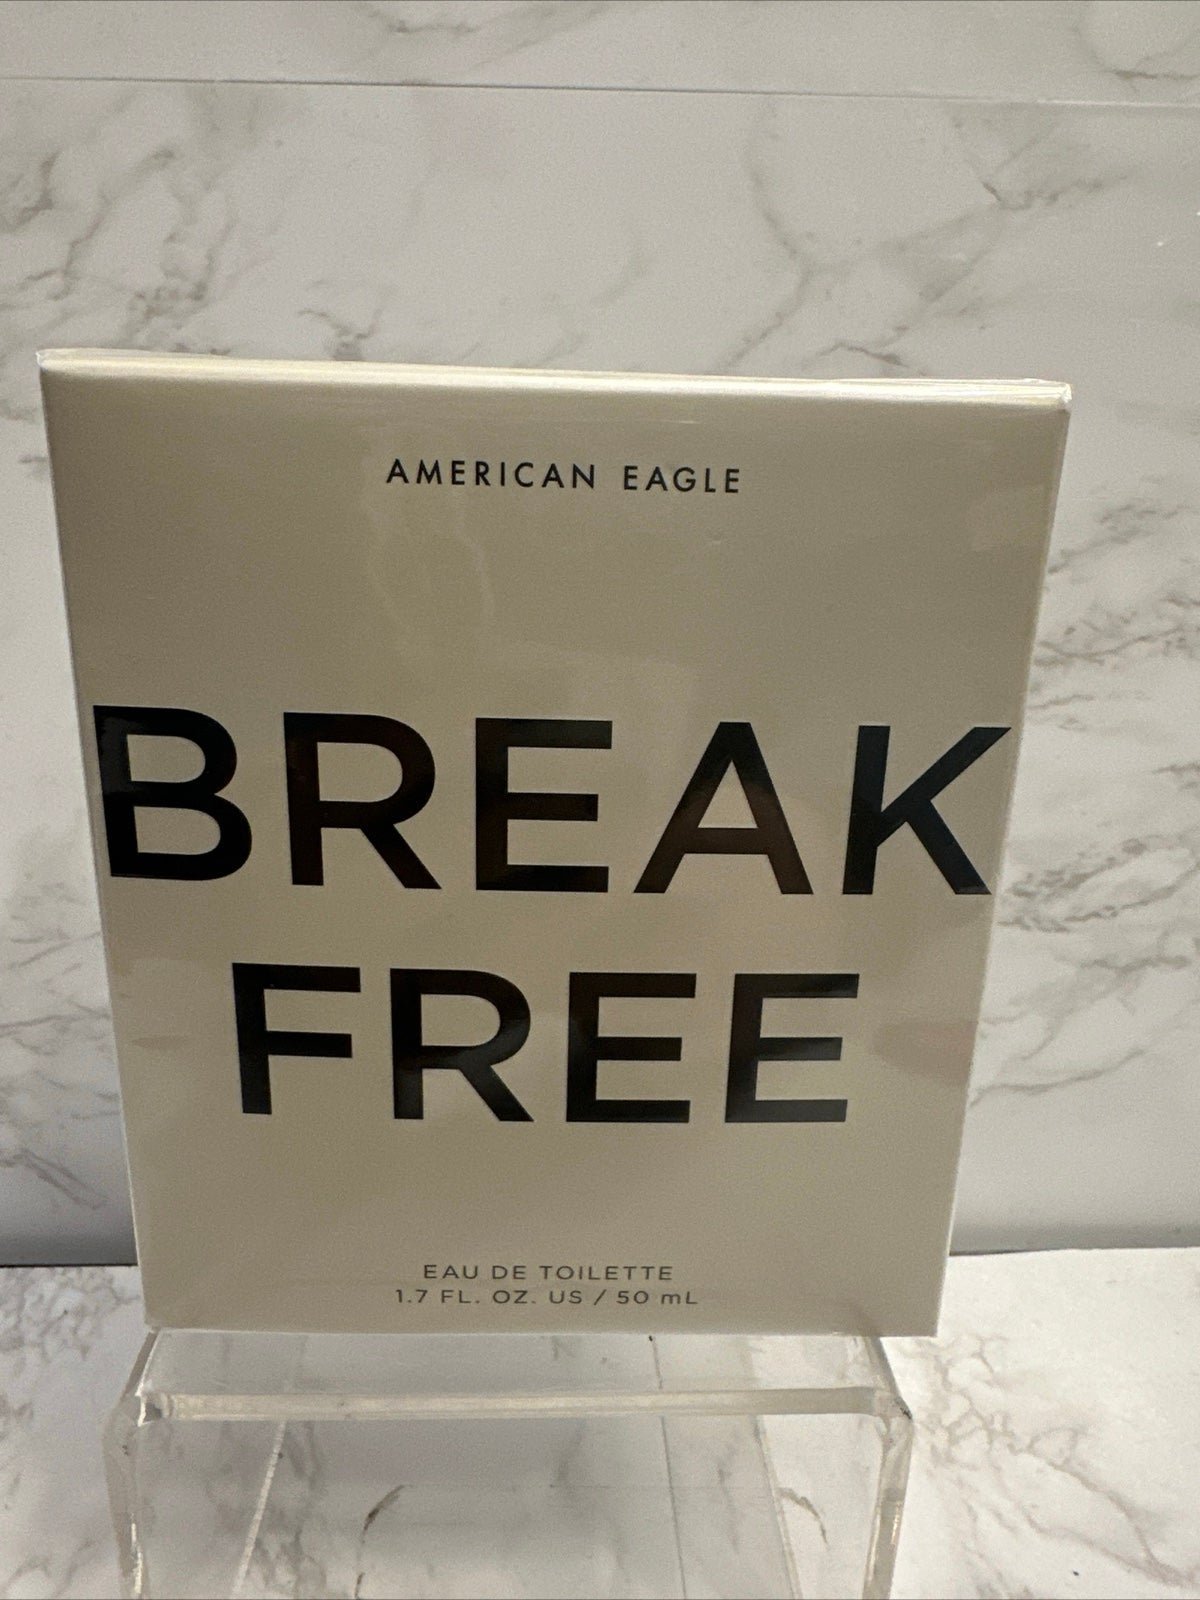 AMERICAN EAGLE
BREAK
FREE
EAU DE TOILETTE
1.7 FL. OZ. US / 50 mL